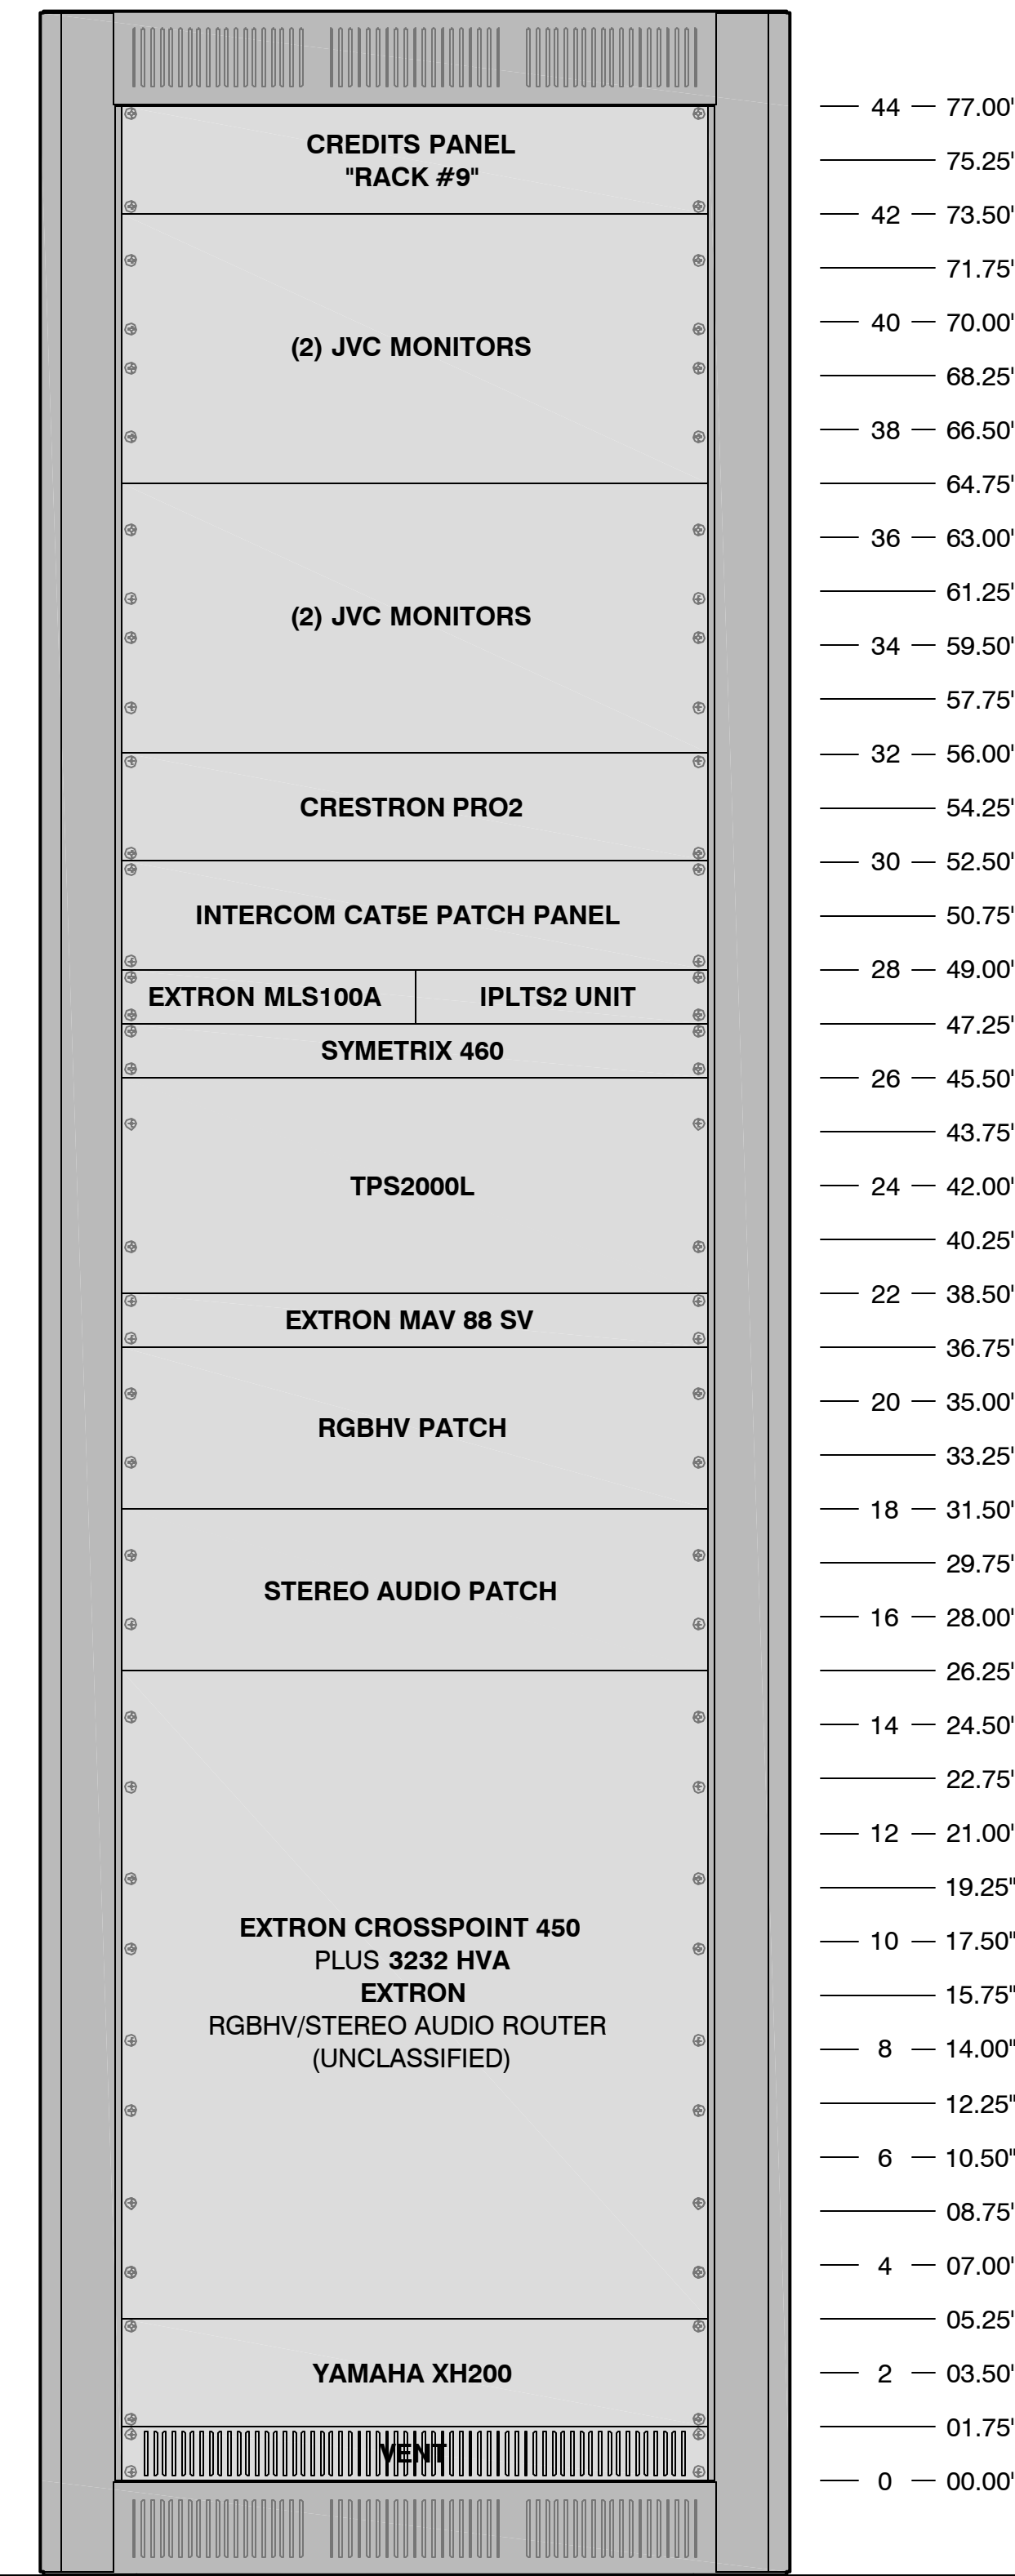 44 77.00'
CREDITS PANEL
"RACK #9"
75.25'
42 73.50'
71.75'
40 70.00'
(2) JVC MONITORS
68.25'
38 66.50'
64.75'
36 63.00'
61.25'
(2) JVC MONITORS
34 59.50'
57.75'
32 56.00'
CRESTRON PRO2
54.25'
30 52.50'
INTERCOM CAT5E PATCH PANEL
50.75'
28 49.00'
EXTRON MLS100A IPLTS2 UNIT
47.25'
SYMETRIX 460
26 45.50'
43.75'
TPS2000L
24 42.00'
40.25'
22 38.50'
EXTRON MAV 88 SV
36.75'
20 35.00'
RGBHV PATCH
33.25'
18 31.50'
29.75'
STEREO AUDIO PATCH
16 28.00'
26.25'
14 24.50'
22.75'
12 21.00'
19.25"
EXTRON CROSSPOINT 450
10 17.50"
PLUS 3232 HVA
EXTRON
15.75"
RGBHV/STEREO AUDIO ROUTER
8 14.00"
(UNCLASSIFIED)
12.25"
6 10.50"
08.75'
4 07.00'
05.25'
YAMAHA XH200
2 03.50'
01.75'
VENT
0 00.00'